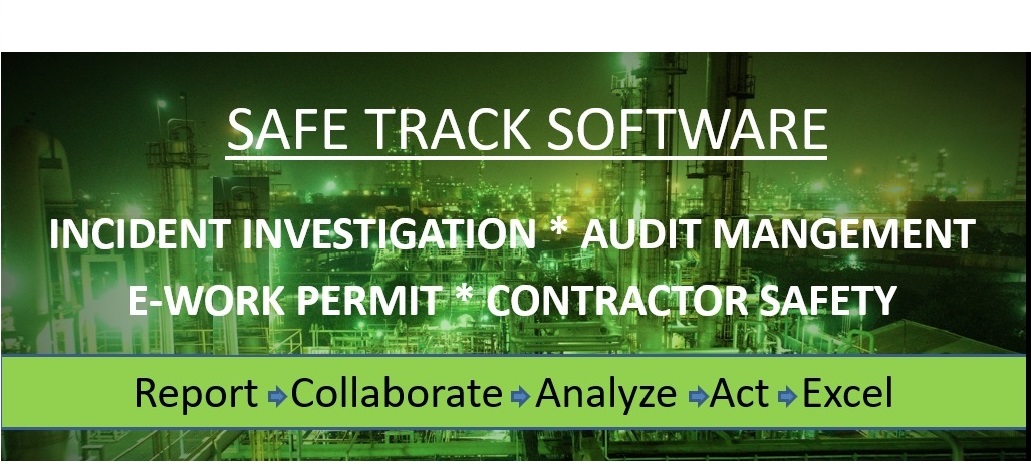 SAFE TRACK SOFTWARE
INCIDENT INVESTIGATION * AUDIT MANGEMENT
E-WORK PERMIT * CONTRACTOR SAFETY
Report Collaborate Analyze Act Excel